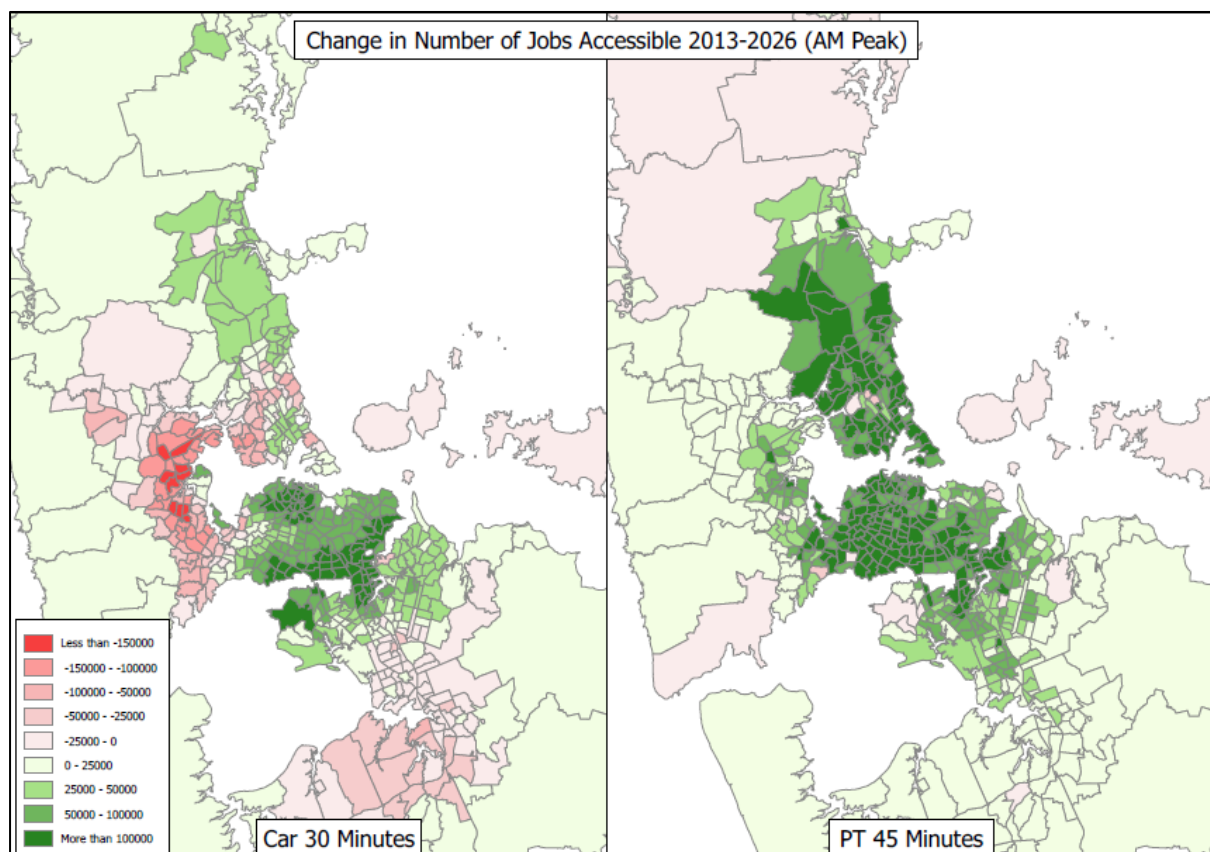 Change in Number of Jobs Accessible 2013-2026 (AM Peak)
Less than -150000
-150000 - -100000
-100000 - -50000
-50000 - -25000
-25000 - 0
0 - 25000
25000 - 50000
50000 - 100000
More than 100000
Car 30 Minutes
PT 45 Minutes